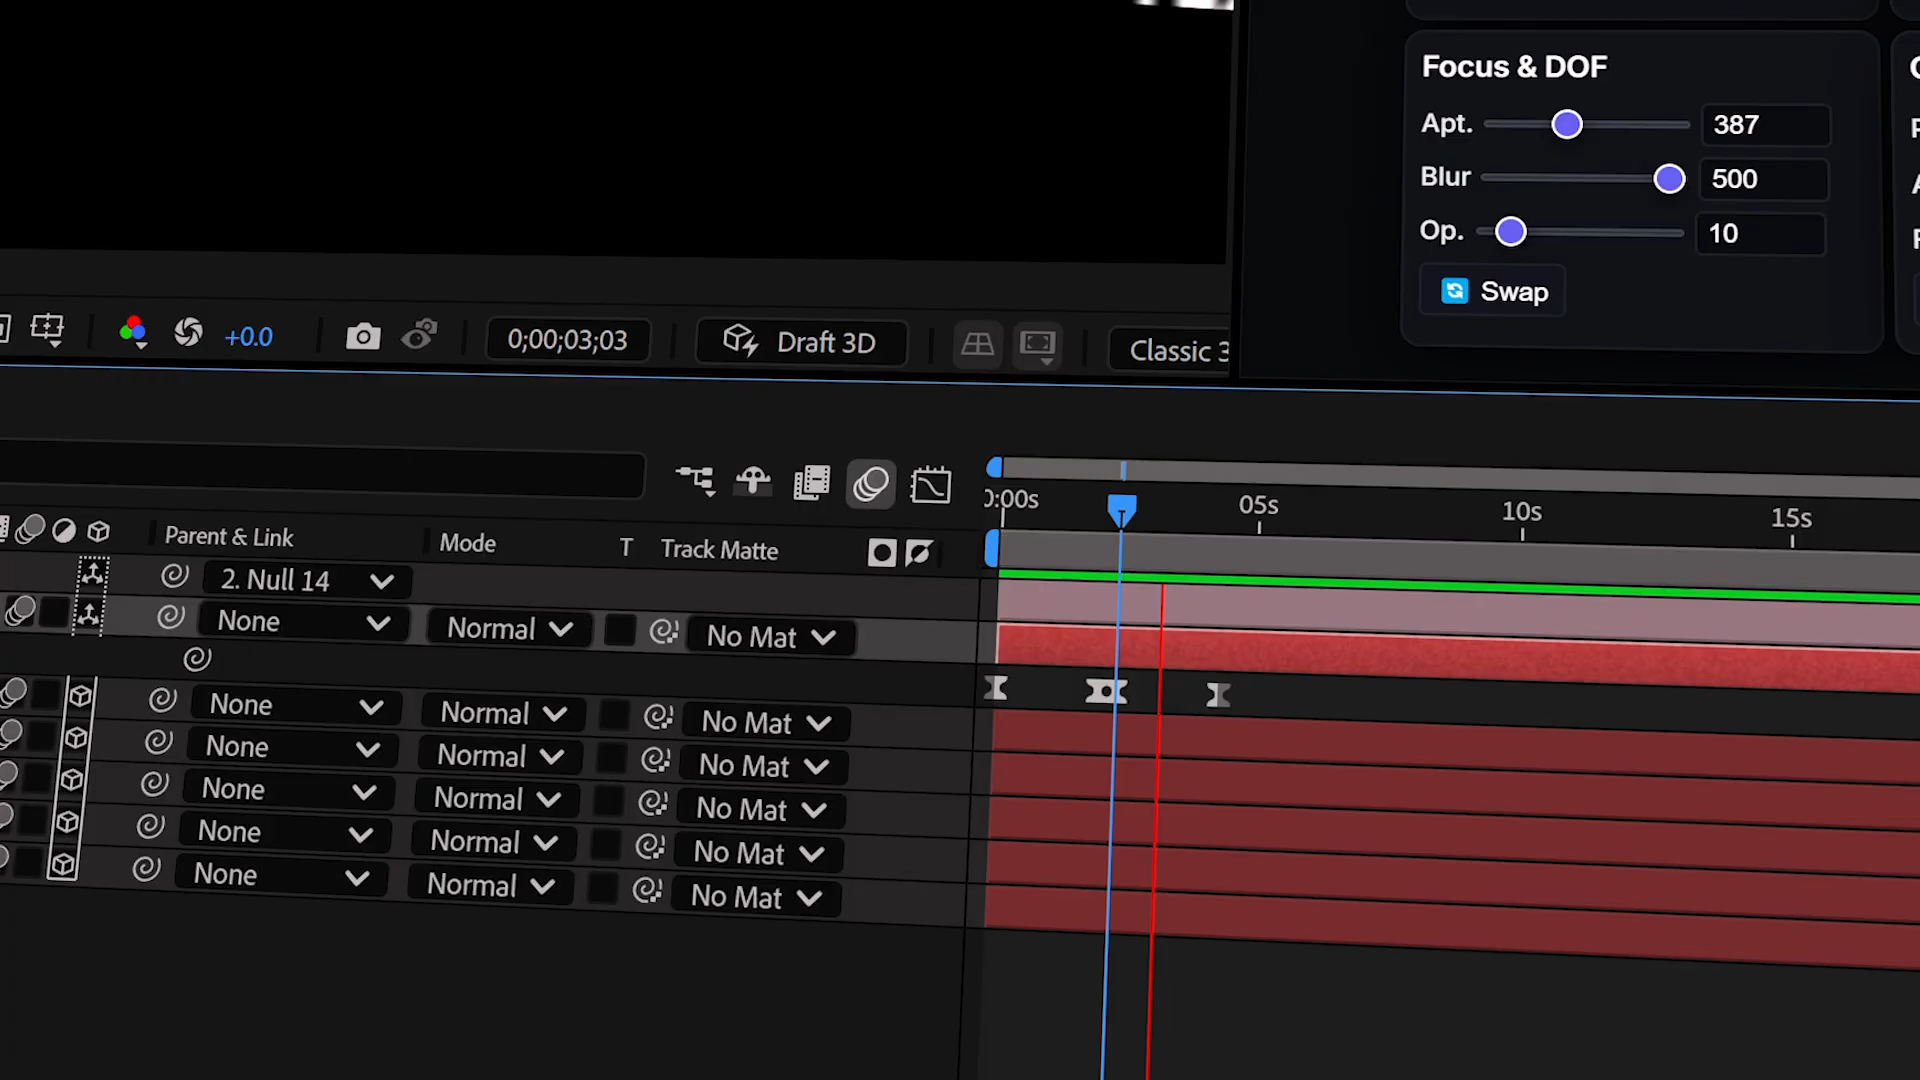 Focus & DOF
Apt. 387
Blur 500
Op. 10
Swap
+0.0 0;00;03;03 Draft 3D Classic 3
0:00s 05s 10s 15s
Parent & Link Mode T Track Matte
2. Null 14
None Normal No Mat
None Normal No Mat
None Normal No Mat
None Normal No Mat
None Normal No Mat
None Normal No Mat